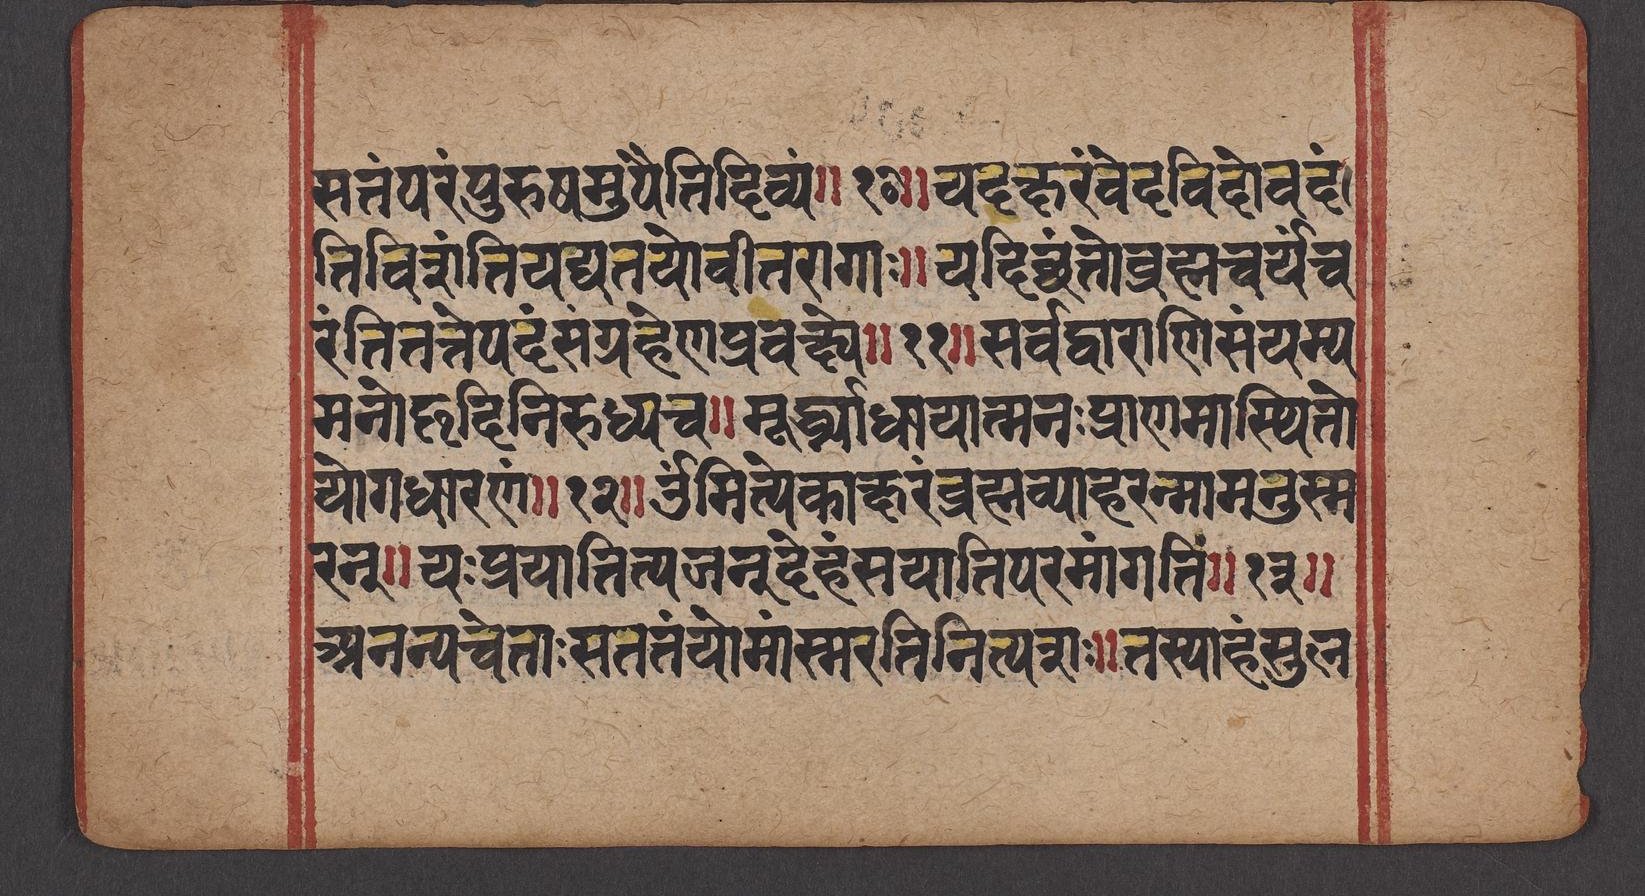 सतंपरंपुरुषमुपैतिदिव्यं॥१०॥यदक्षरंवेदविदोवदं
तिविशंतियद्यतयोवीतरागाः॥यदिच्छंतोब्रह्मचर्यंच
रंतितत्तेपदंसंग्रहेणप्रवक्ष्ये॥११॥सर्वद्वाराणिसंयम्य
मनोहृदिनिरुध्यच॥मूर्द्ध्न्याधायात्मनःप्राणमास्थितो
योगधारणं॥१२॥ॐमित्येकाक्षरंब्रह्मव्याहरन्मामनुस्म
रन्॥यःप्रयातित्यजन्देहंसयातिपरमांगतिं॥१३॥
अनन्यचेताःसततंयोमांस्मरतिनित्यशः॥तस्याहंसुल